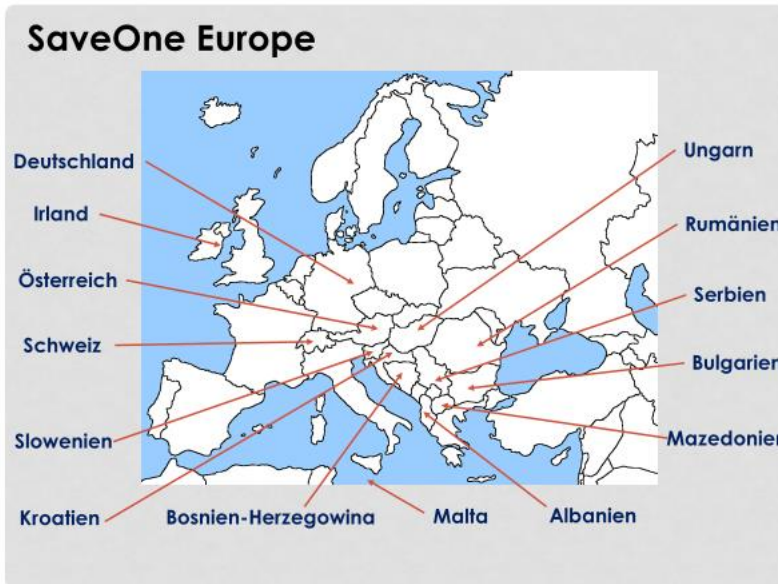 SaveOne Europe
Deutschland
Irland
Österreich
Schweiz
Slowenien
Kroatien
Bosnien-Herzegowina
Malta
Albanien
Ungarn
Rumänien
Serbien
Bulgarien
Mazedonien